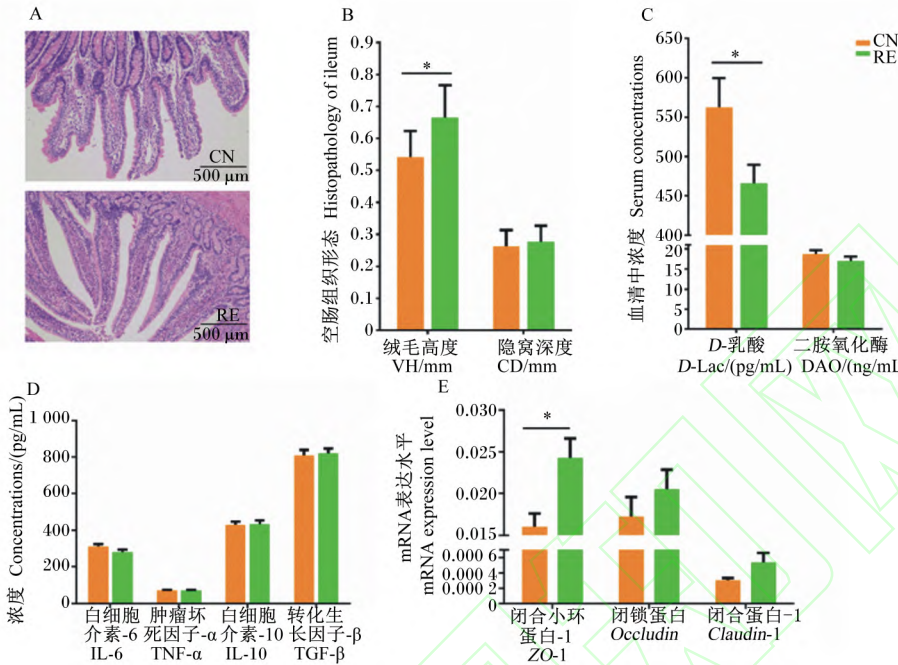 A
CN
500 μm
RE
500 μm
B
空肠组织形态 Histopathology of ileum
0.9
0.8
0.7
0.6
0.5
0.4
0.3
0.2
0.1
0
*
绒毛高度
VH/mm
隐窝深度
CD/mm
C
血清中浓度 Serum concentrations
650
600
550
500
450
400
20
15
10
5
0
*
CN
RE
D-乳酸
D-Lac/(pg/mL)
二胺氧化酶
DAO/(ng/mL
D
浓度 Concentrations/(pg/mL)
1 000
800
600
400
200
0
白细胞
介素-6
IL-6
肿瘤坏
死因子-α
TNF-α
白细胞
介素-10
IL-10
转化生
长因子-β
TGF-β
E
mRNA表达水平
mRNA expression level
0.030
0.025
0.020
0.015
0.000 6
0.000 4
2
0
*
闭合小环
蛋白-1
ZO-1
闭锁蛋白
Occludin
闭合蛋白-1
Claudin-1